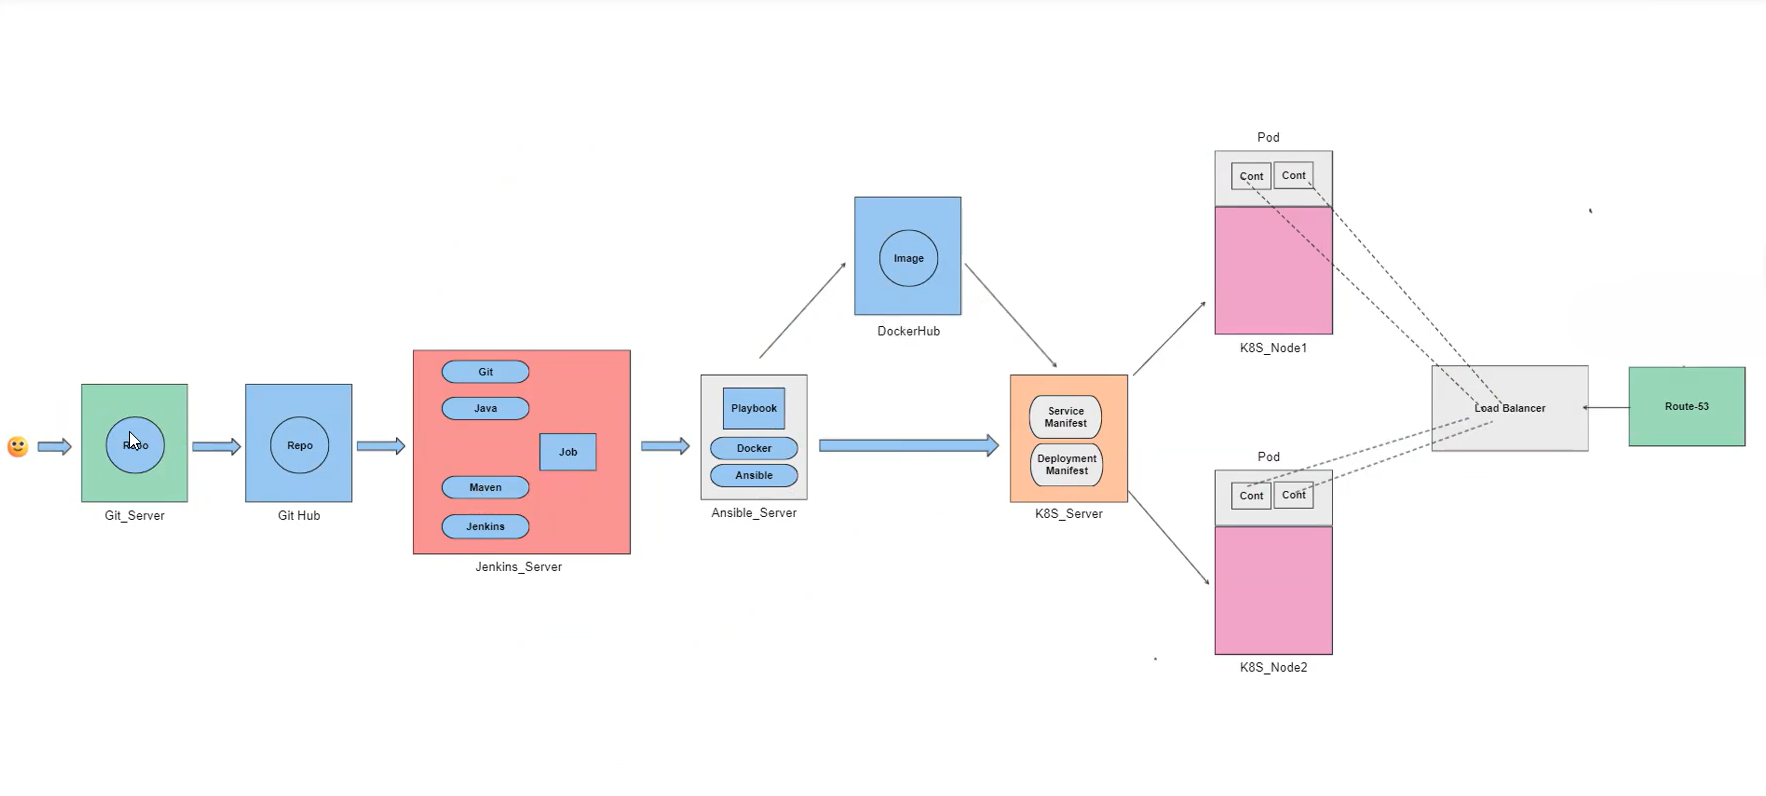 Repo
Git_Server
Repo
Git Hub
Git
Java
Job
Maven
Jenkins
Jenkins_Server
Playbook
Docker
Ansible
Ansible_Server
Image
DockerHub
Service
Manifest
Deployment
Manifest
K8S_Server
Pod
Cont
Cont
K8S_Node1
Pod
Cont
Cont
K8S_Node2
Load Balancer
Route-53